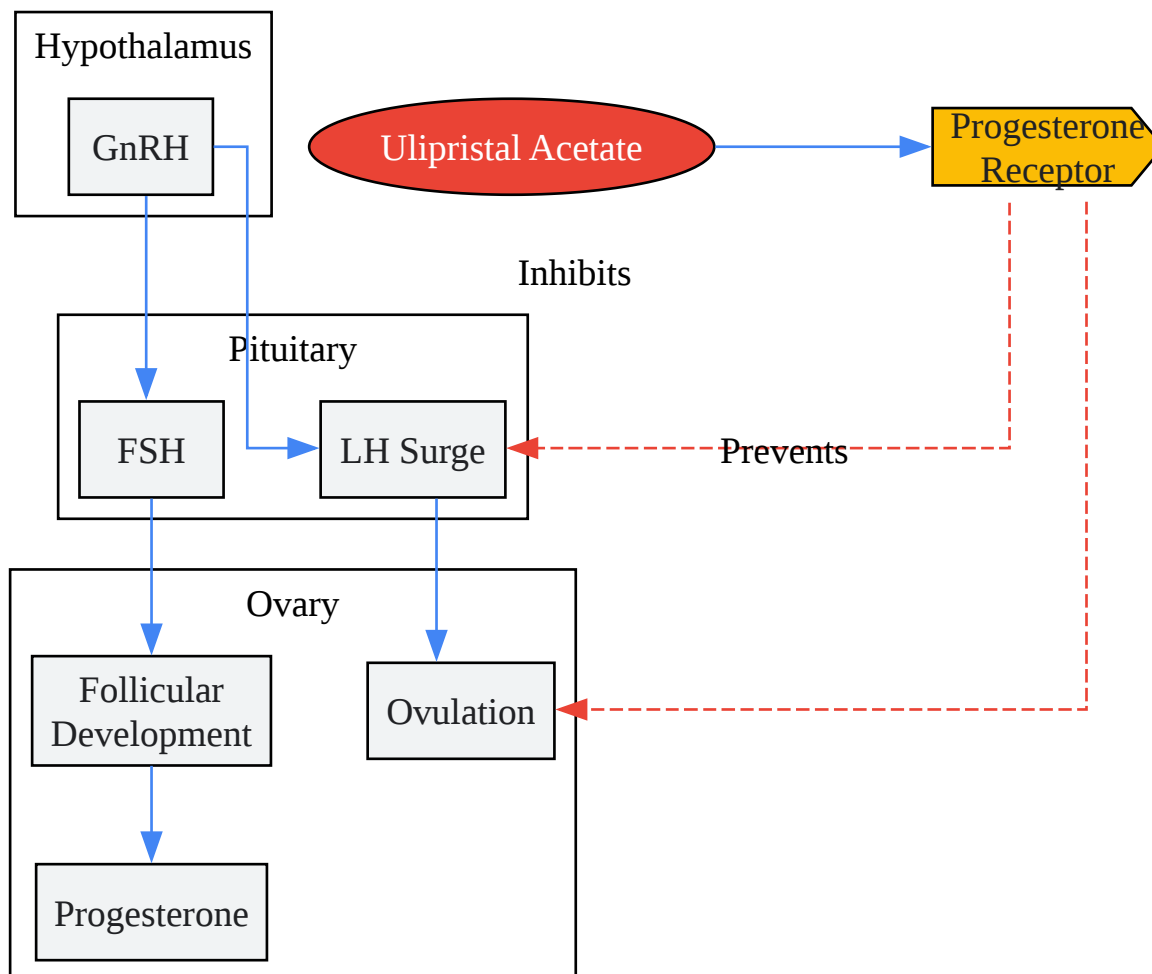 Hypothalamus
GnRH
Ulipristal Acetate
Progesterone
Receptor
Inhibits
Pituitary
FSH
LH Surge
Prevents
Ovary
Follicular
Development
Ovulation
Progesterone